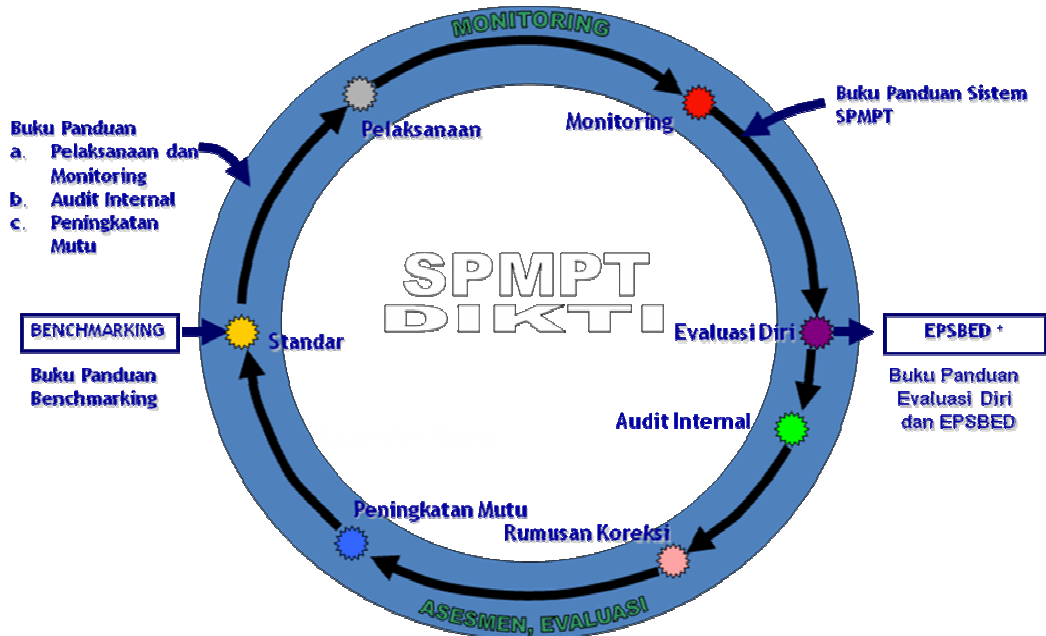 MONITORING
Buku Panduan Sistem
SPMPT
Pelaksanaan
Monitoring
Buku Panduan
a. Pelaksanaan dan
Monitoring
b. Audit Internal
c. Peningkatan
Mutu
SPMPT
DIKTI
BENCHMARKING
Standar
Evaluasi Diri
EPSBED *
Buku Panduan
Benchmarking
Buku Panduan
Evaluasi Diri
dan EPSBED
Audit Internal
Peningkatan Mutu
Rumusan Koreksi
ASESMEN, EVALUASI